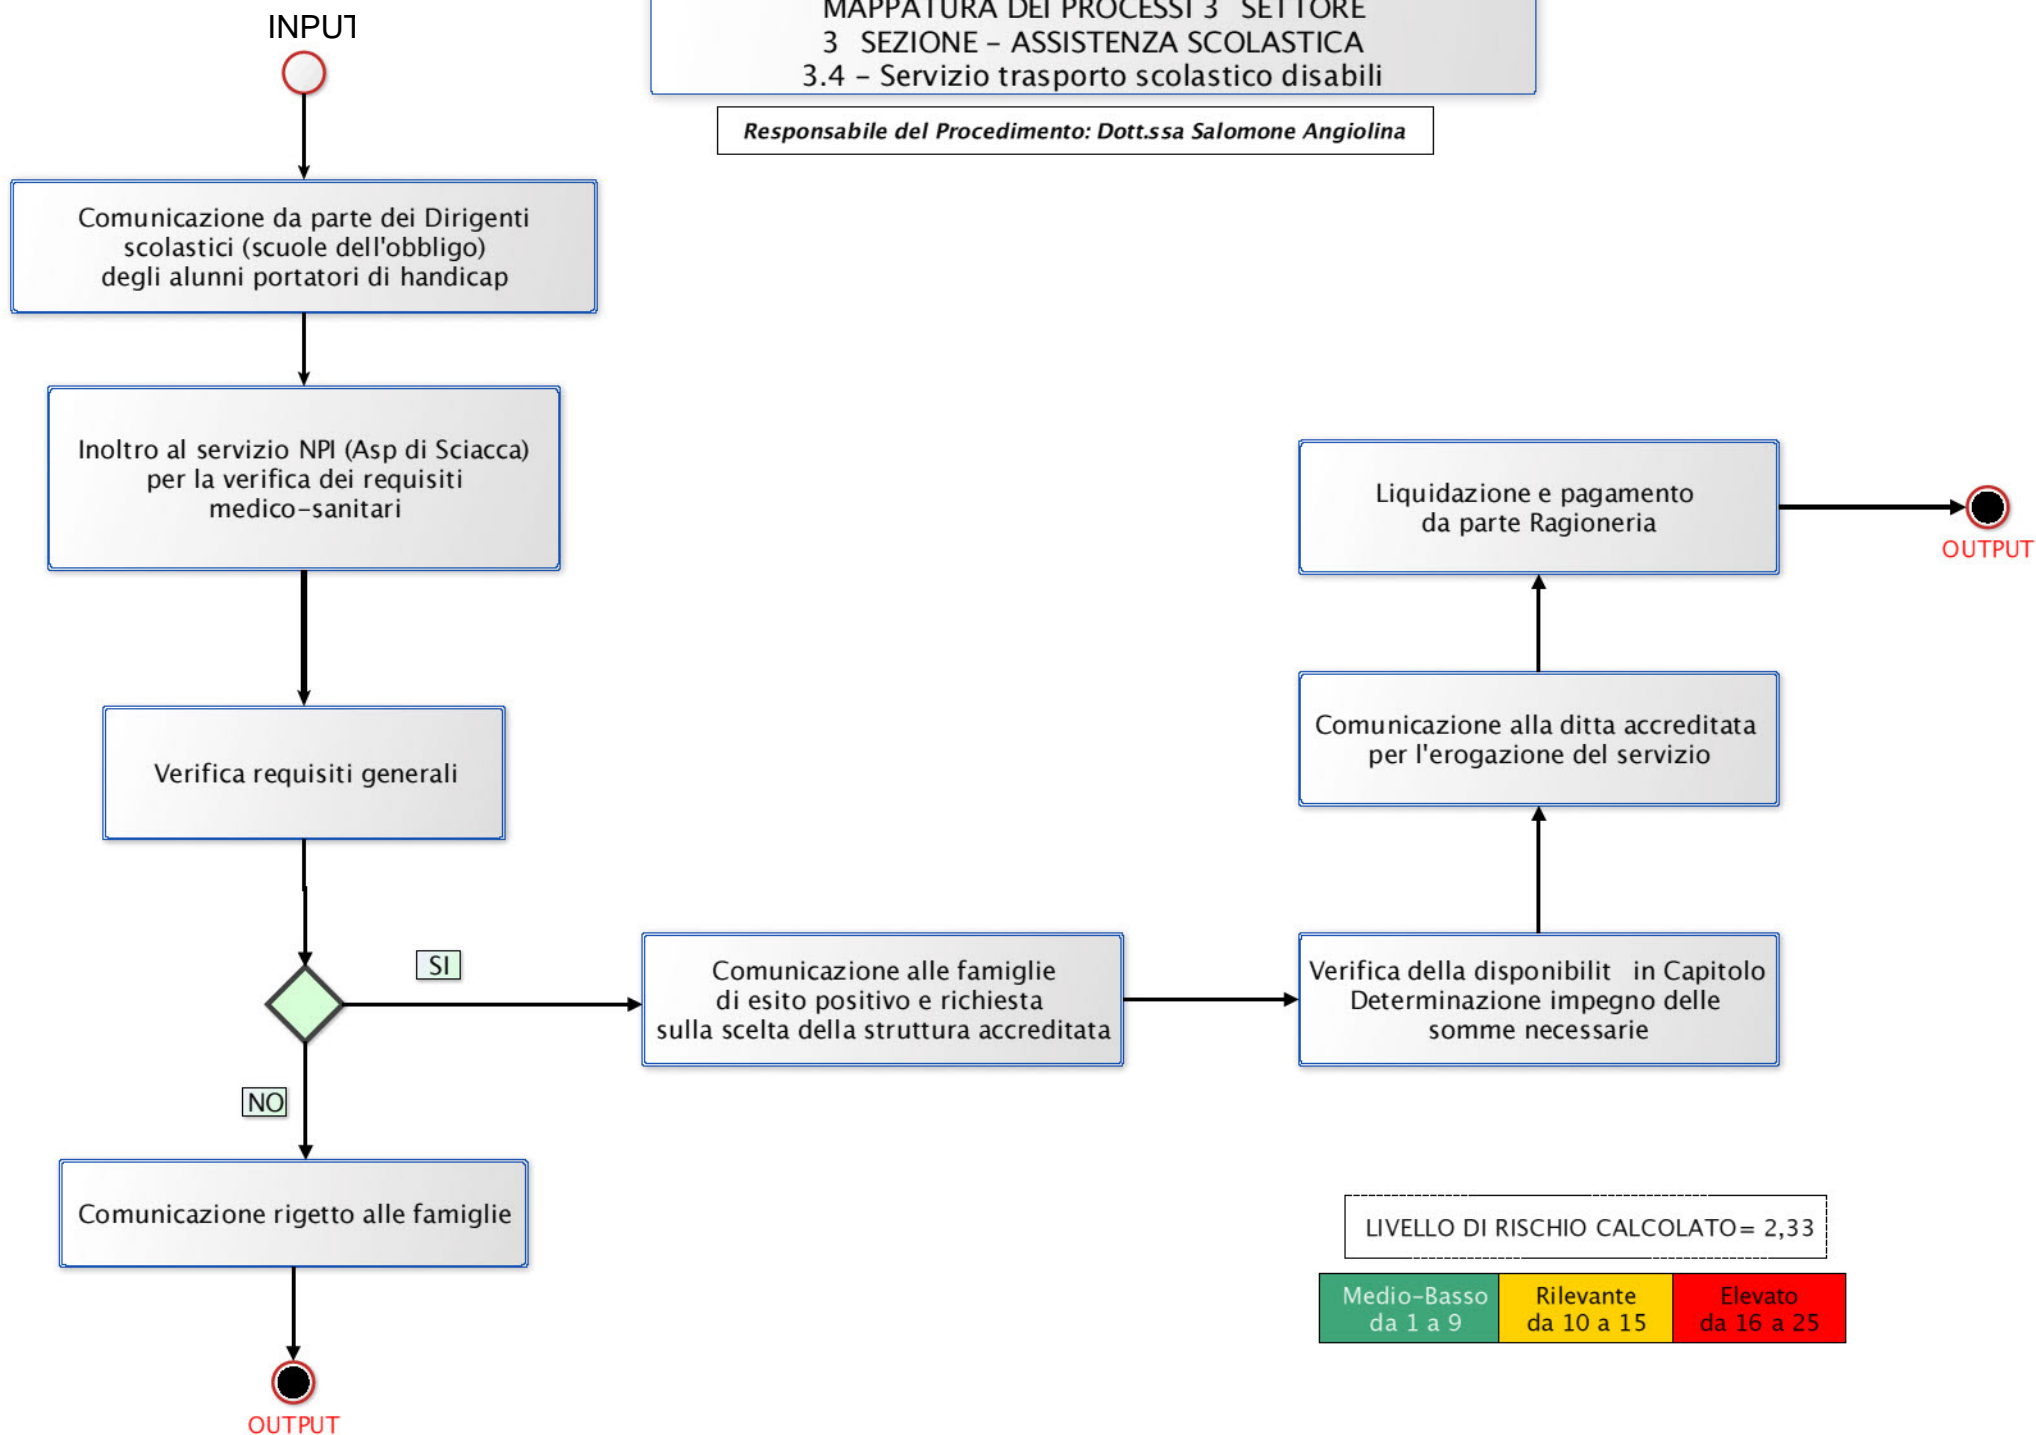 INPUT
MAPPATURA DEI PROCESSI 3 SETTORE
3 SEZIONE – ASSISTENZA SCOLASTICA
3.4 – Servizio trasporto scolastico disabili
Responsabile del Procedimento: Dott.ssa Salomone Angiolina
Comunicazione da parte dei Dirigenti
scolastici (scuole dell'obbligo)
degli alunni portatori di handicap
Inoltro al servizio NPI (Asp di Sciacca)
per la verifica dei requisiti
medico-sanitari
Verifica requisiti generali
SI
NO
Comunicazione rigetto alle famiglie
OUTPUT
Comunicazione alle famiglie
di esito positivo e richiesta
sulla scelta della struttura accreditata
Verifica della disponibilit in Capitolo
Determinazione impegno delle
somme necessarie
Comunicazione alla ditta accreditata
per l'erogazione del servizio
Liquidazione e pagamento
da parte Ragioneria
OUTPUT
LIVELLO DI RISCHIO CALCOLATO= 2,33
Medio-Basso
da 1 a 9
Rilevante
da 10 a 15
Elevato
da 16 a 25